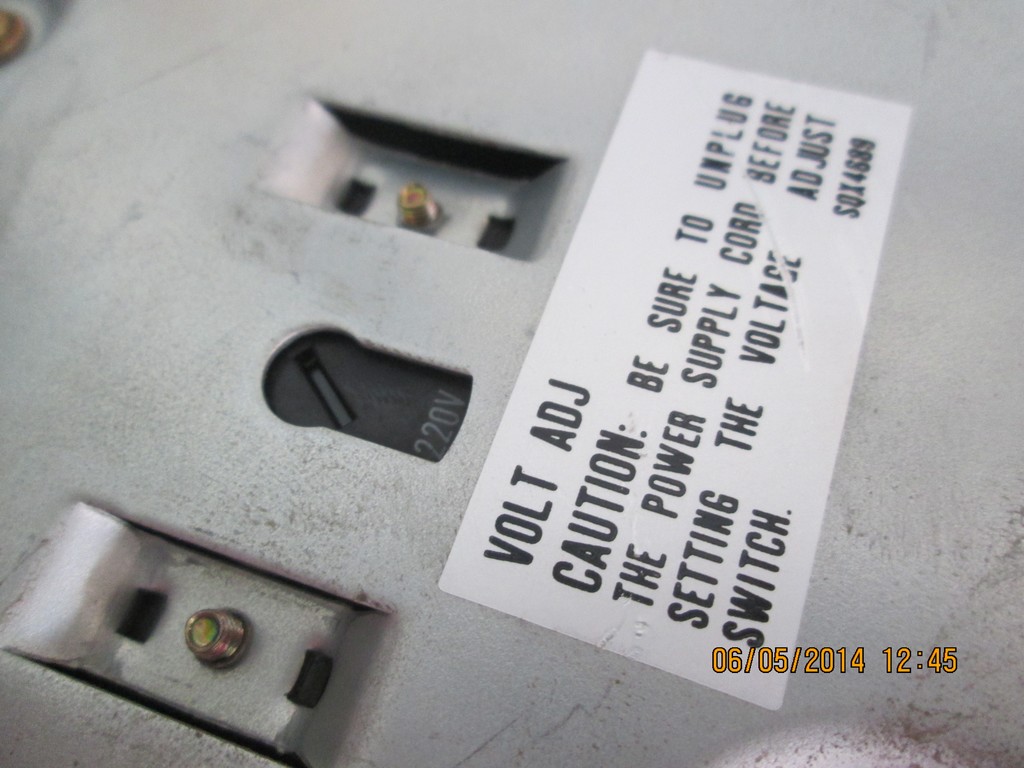 VOLT ADJ
CAUTION: BE SURE TO UNPLUG
THE POWER SUPPLY CORD BEFORE
SETTING THE VOLTAGE ADJUST
SWITCH.
SQX4689
220V
06/05/2014 12:45